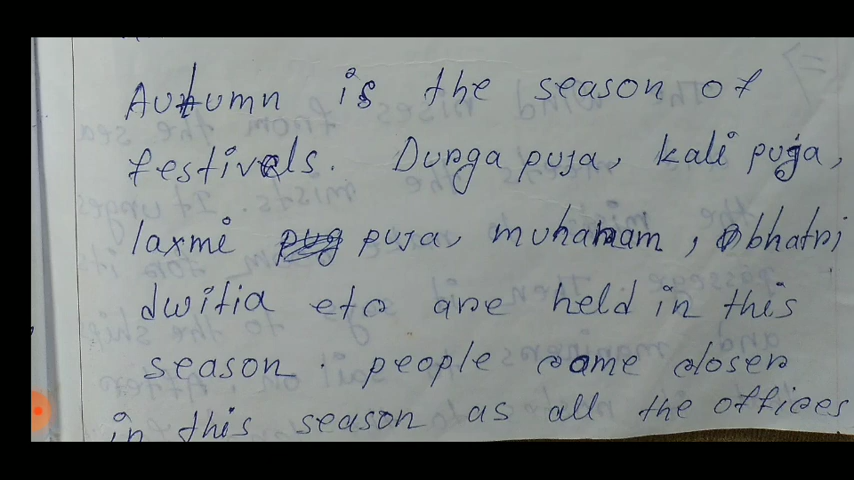 Autumn is the season of
festivals. Durga puja, kali puja,
laxmi puja, muharram, bhatri
dwitia etc are held in this
season. people come closer
in this season as all the offices